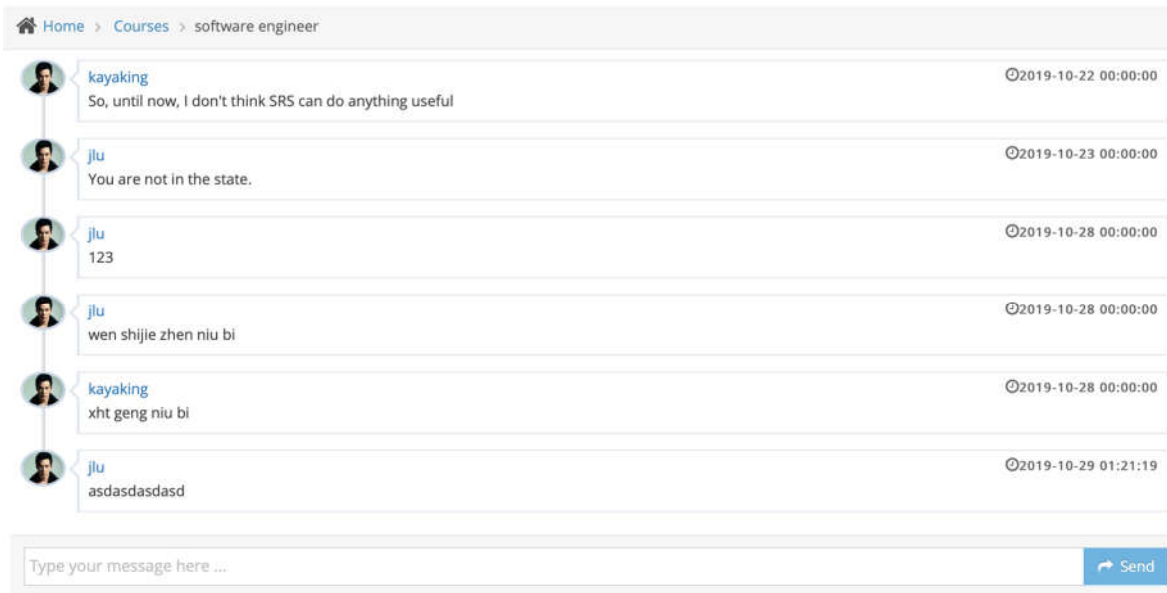 Home > Courses > software engineer
kayaking 2019-10-22 00:00:00
So, until now, I don't think SRS can do anything useful
jlu 2019-10-23 00:00:00
You are not in the state.
jlu 2019-10-28 00:00:00
123
jlu 2019-10-28 00:00:00
wen shijie zhen niu bi
kayaking 2019-10-28 00:00:00
xht geng niu bi
jlu 2019-10-29 01:21:19
asdasdasdasd
Type your message here ... Send